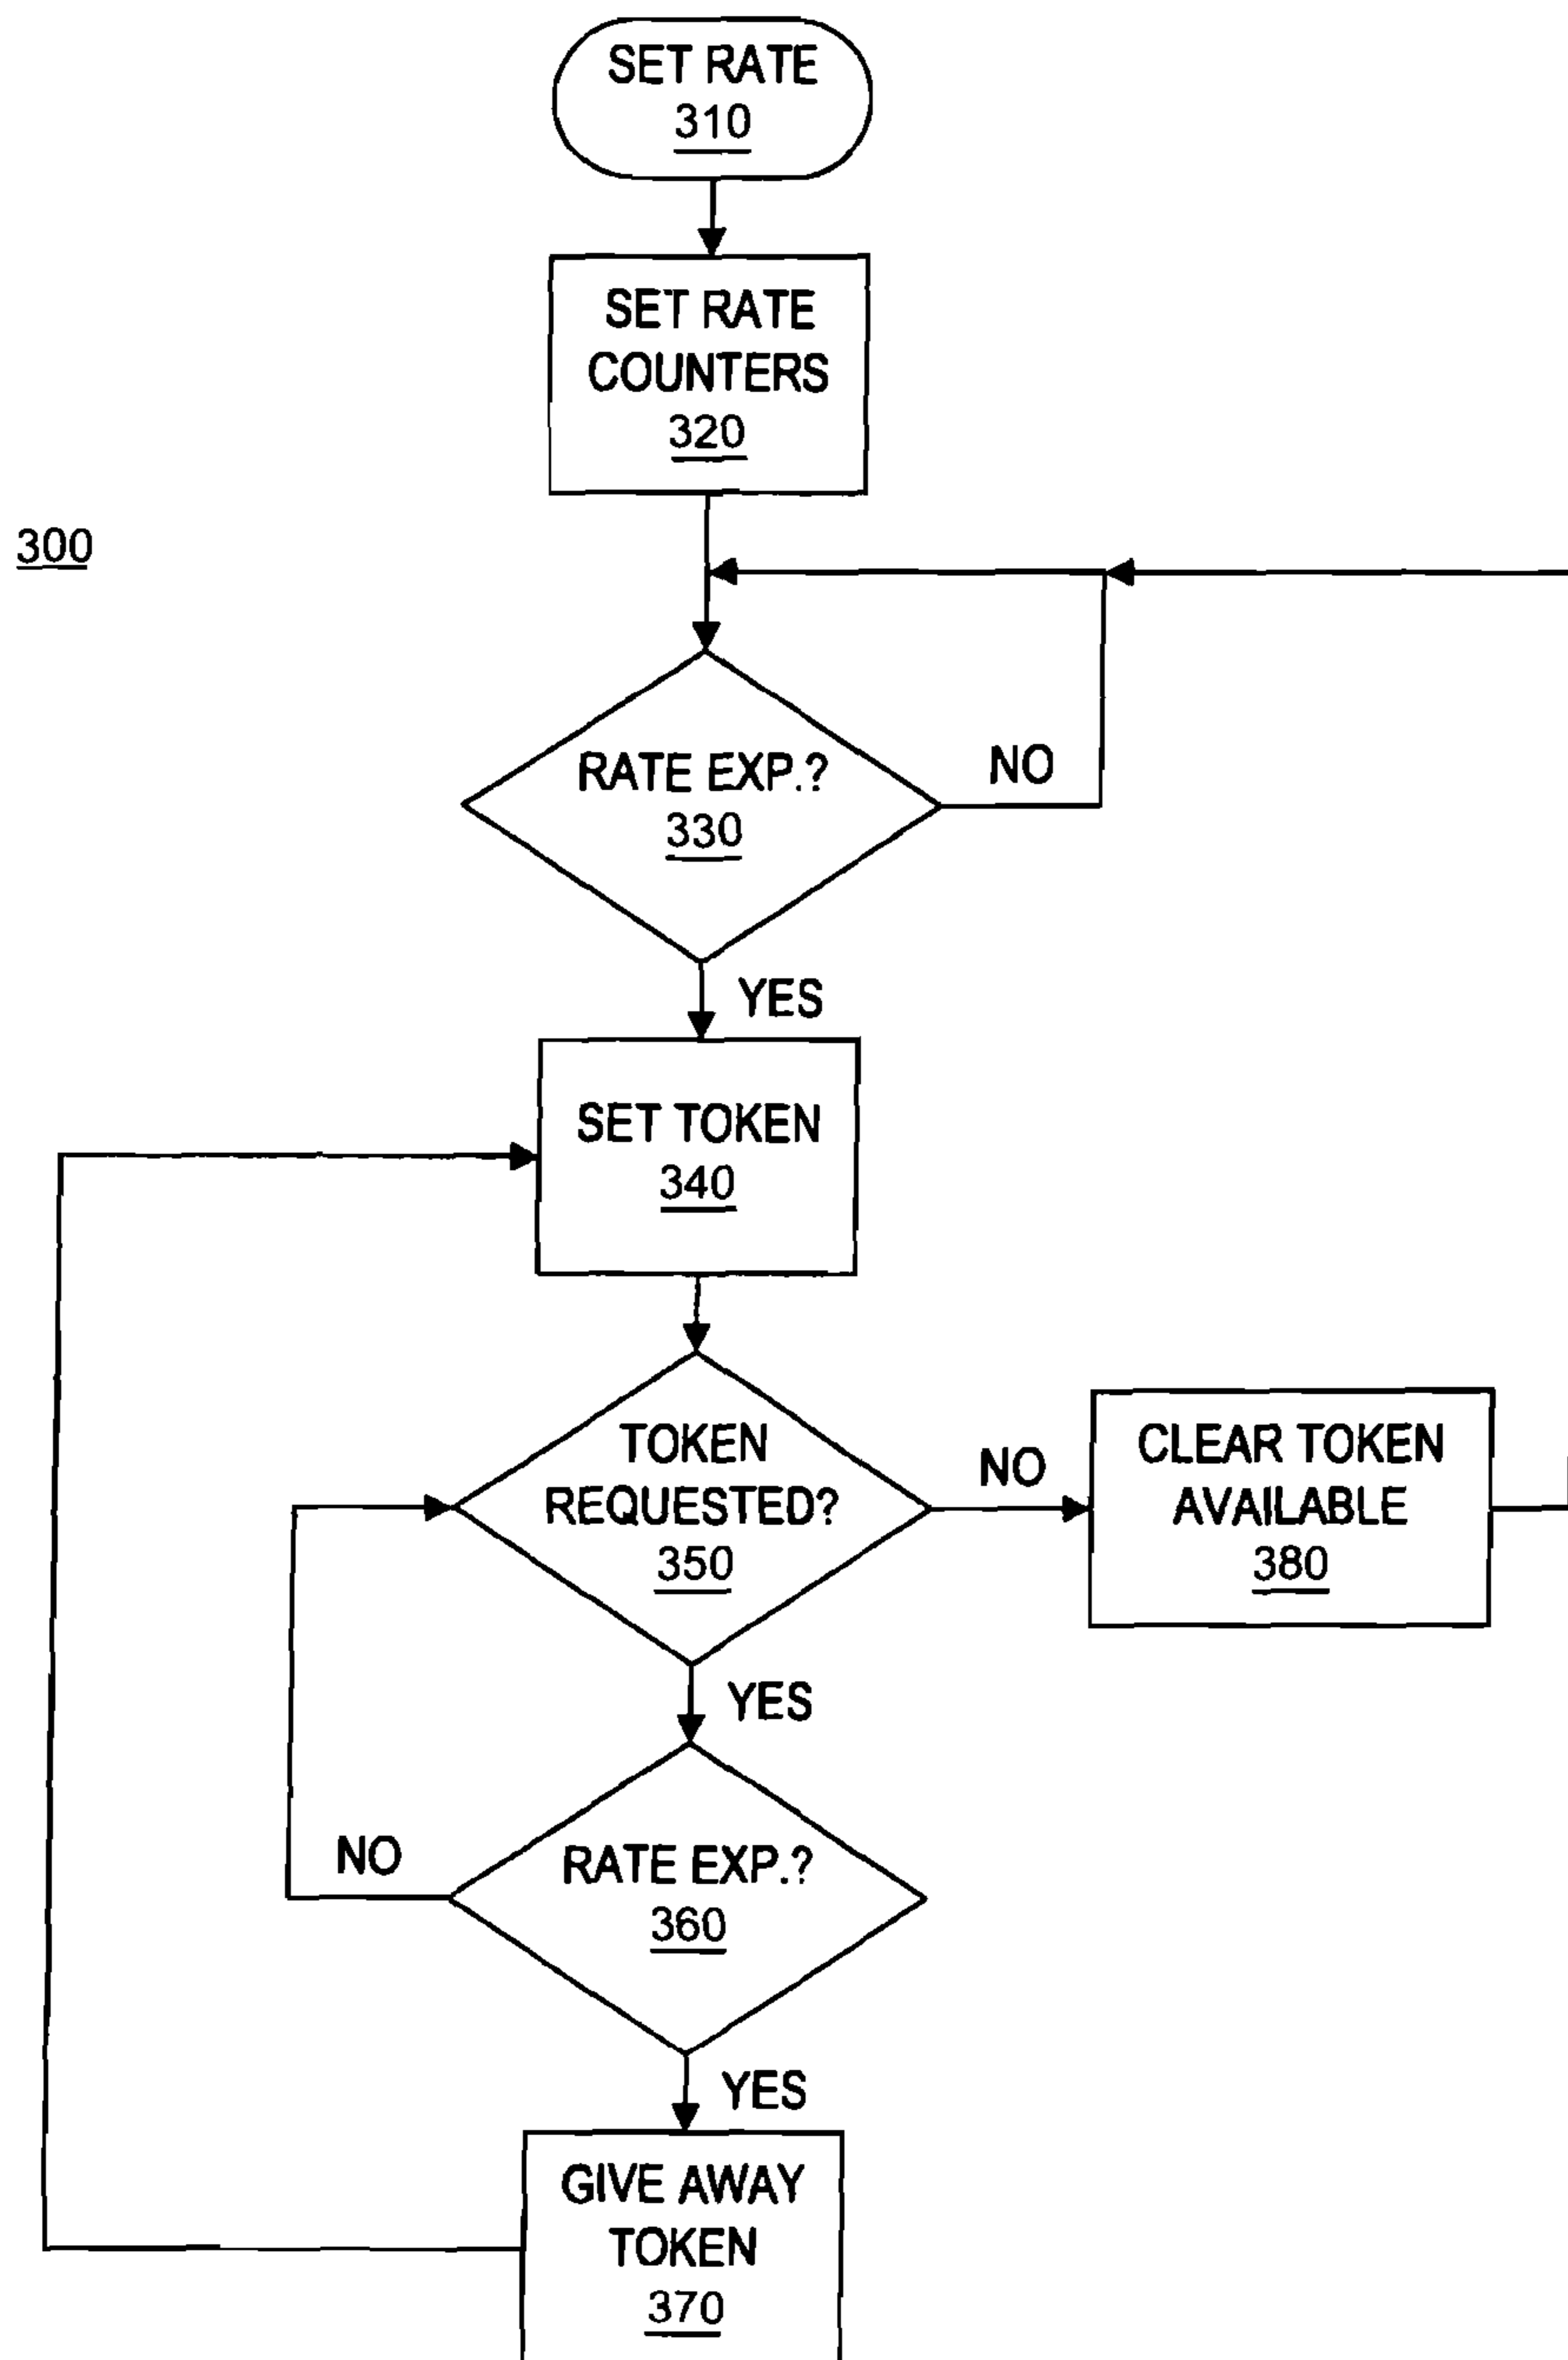 SET RATE
310
SET RATE
COUNTERS
320
300
RATE EXP.?
330
NO
YES
SET TOKEN
340
TOKEN
REQUESTED?
350
NO
CLEAR TOKEN
AVAILABLE
380
YES
RATE EXP.?
360
NO
YES
GIVE AWAY
TOKEN
370